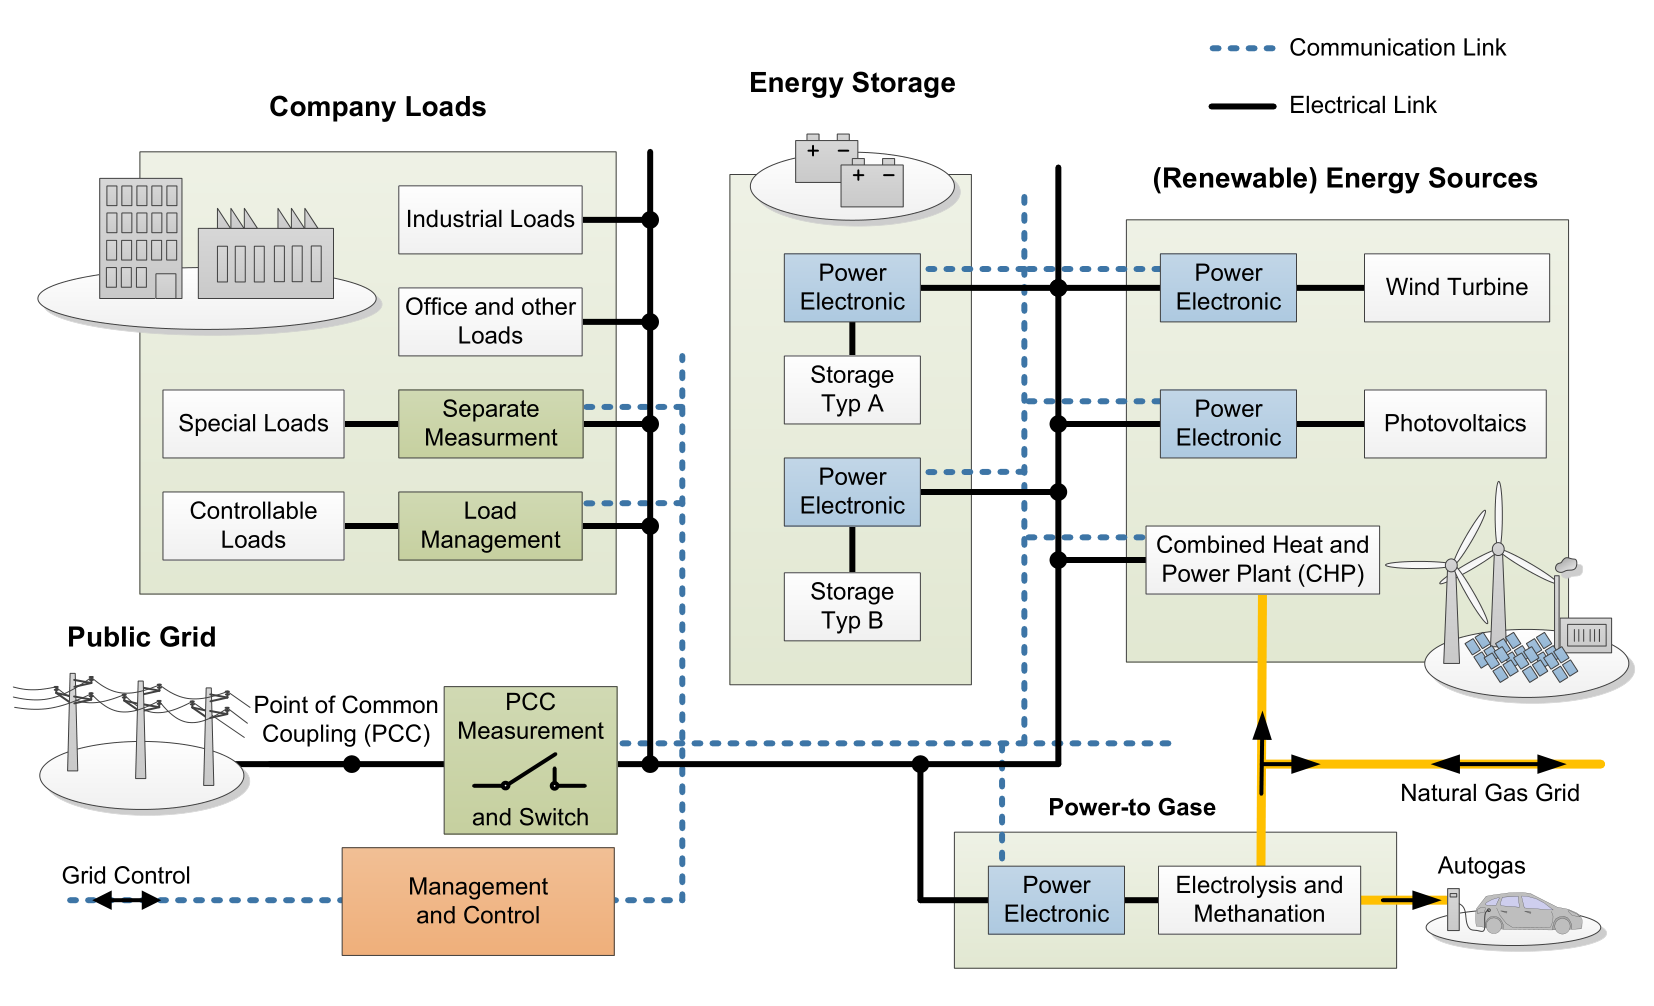 Communication Link
Electrical Link
Company Loads
Industrial Loads
Office and other
Loads
Special Loads
Separate
Measurment
Controllable
Loads
Load
Management
Energy Storage
+ −
+ −
Power
Electronic
Storage
Typ A
Power
Electronic
Storage
Typ B
(Renewable) Energy Sources
Power
Electronic
Wind Turbine
Power
Electronic
Photovoltaics
Combined Heat and
Power Plant (CHP)
Public Grid
Point of Common
Coupling (PCC)
PCC
Measurement
and Switch
Natural Gas Grid
Power-to Gase
Power
Electronic
Electrolysis and
Methanation
Autogas
Grid Control
Management
and Control